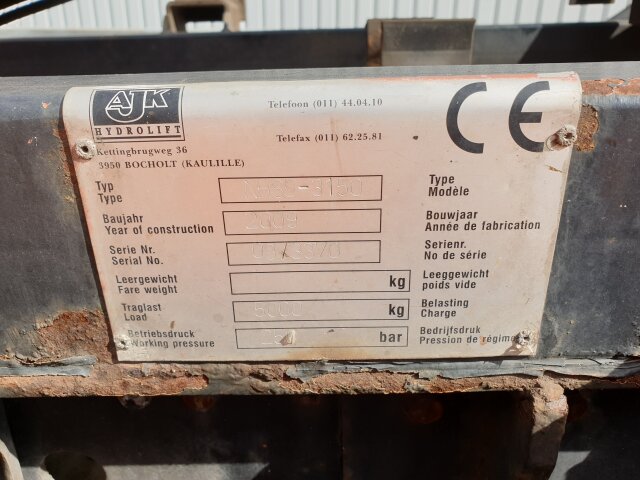 AJK
HYDROLIFT
Kettingbrugweg 36
3950 BOCHOLT (KAULILLE)
Telefoon (011) 44.04.10
Telefax (011) 62.25.81
CE
Typ
Type
Type
Modèle
Baujahr
Year of construction
2009
Bouwjaar
Année de fabrication
Serie Nr.
Serial No.
Serienr.
No de série
Leergewicht
Fare weight
kg
Leeggewicht
poids vide
Traglast
Load
kg
Belasting
Charge
Betriebsdruck
Working pressure
bar
Bedrijfsdruk
Pression de régime